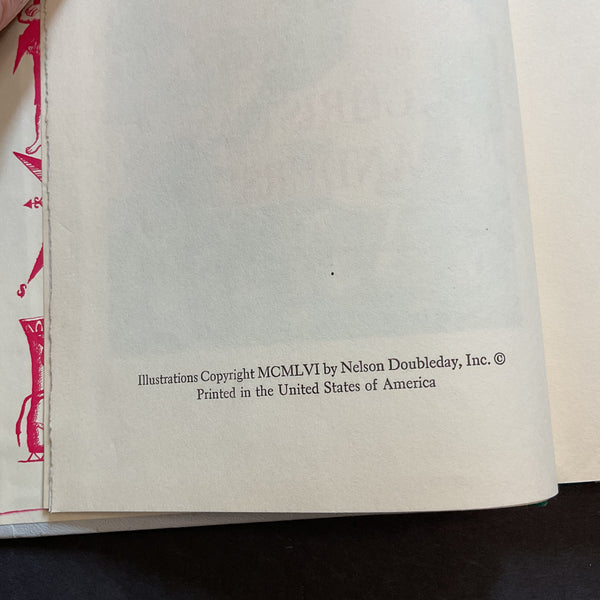 Illustrations Copyright MCMLVI by Nelson Doubleday, Inc. ©
Printed in the United States of America
S